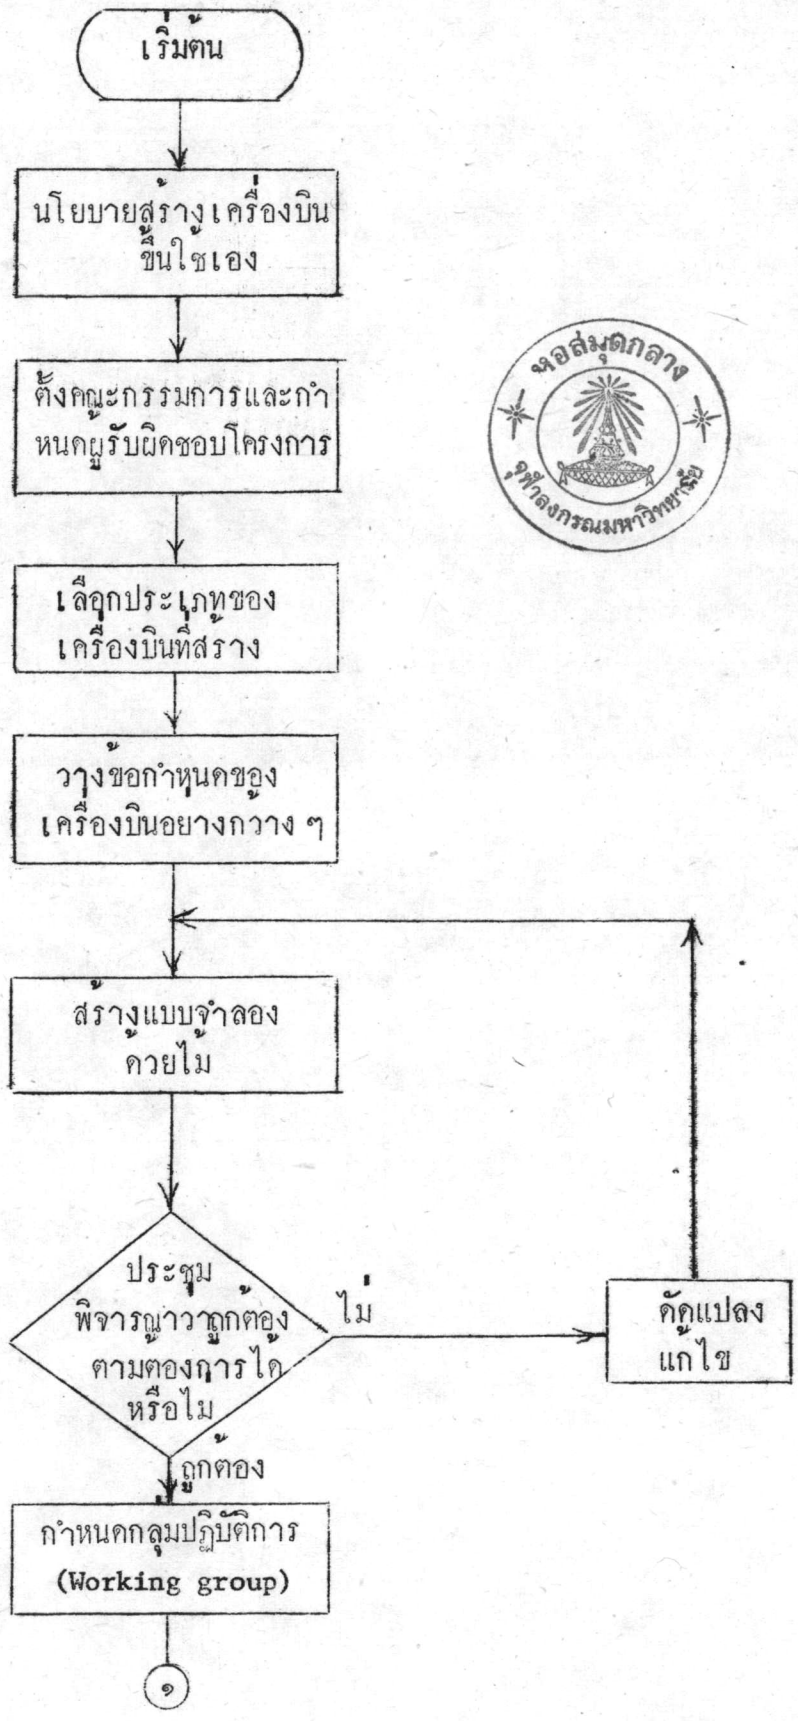 เริ่มต้น
นโยบายสร้างเครื่องบิน
ขึ้นใช้เอง
ตั้งคณะกรรมการและกำ
หนดผู้รับผิดชอบโครงการ
หอสมุดกลาง
จุฬาลงกรณมหาวิทยาลัย
เลือกประเภทของ
เครื่องบินที่สร้าง
วางข้อกำหนดของ
เครื่องบินอย่างกว้าง ๆ
สร้างแบบจำลอง
ด้วยไม้
ประชุม
พิจารณาว่าถูกต้อง
ตามต้องการได้
หรือไม่
ไม่
ดัดแปลง
แก้ไข
ถูกต้อง
กำหนดกลุ่มปฏิบัติการ
(Working group)
๑